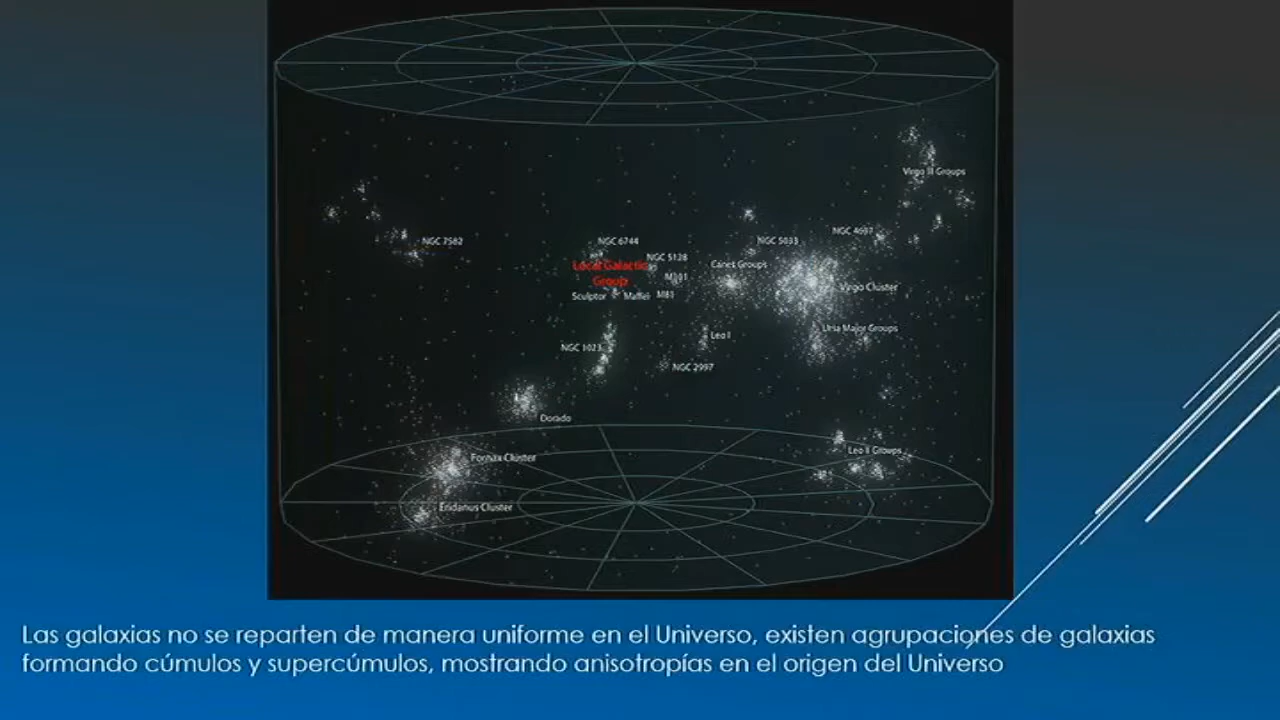 Virgo III Groups
NGC 7582
NGC 6744
NGC 5033
NGC 4697
NGC 5128
Local Galactic
Group
Canes Groups
M101
Virgo Cluster
Sculptor
Maffei
M81
Ursa Major Groups
Leo I
NGC 1023
NGC 2997
Dorado
Fornax Cluster
Leo II Groups
Eridanus Cluster
Las galaxias no se reparten de manera uniforme en el Universo, existen agrupaciones de galaxias
formando cúmulos y supercúmulos, mostrando anisotropías en el origen del Universo